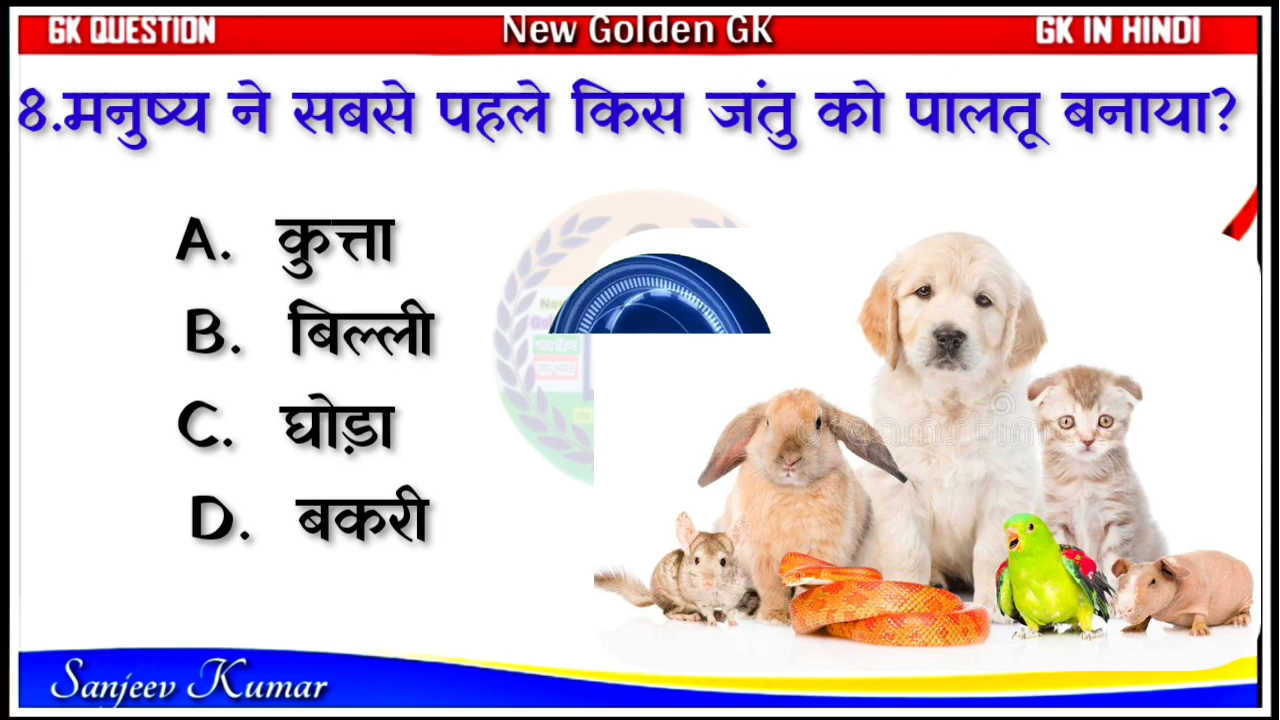 GK QUESTION New Golden GK GK IN HINDI
8.मनुष्य ने सबसे पहले किस जंतु को पालतू बनाया?
A. कुत्ता
B. बिल्ली
C. घोड़ा
D. बकरी
Sanjeev Kumar